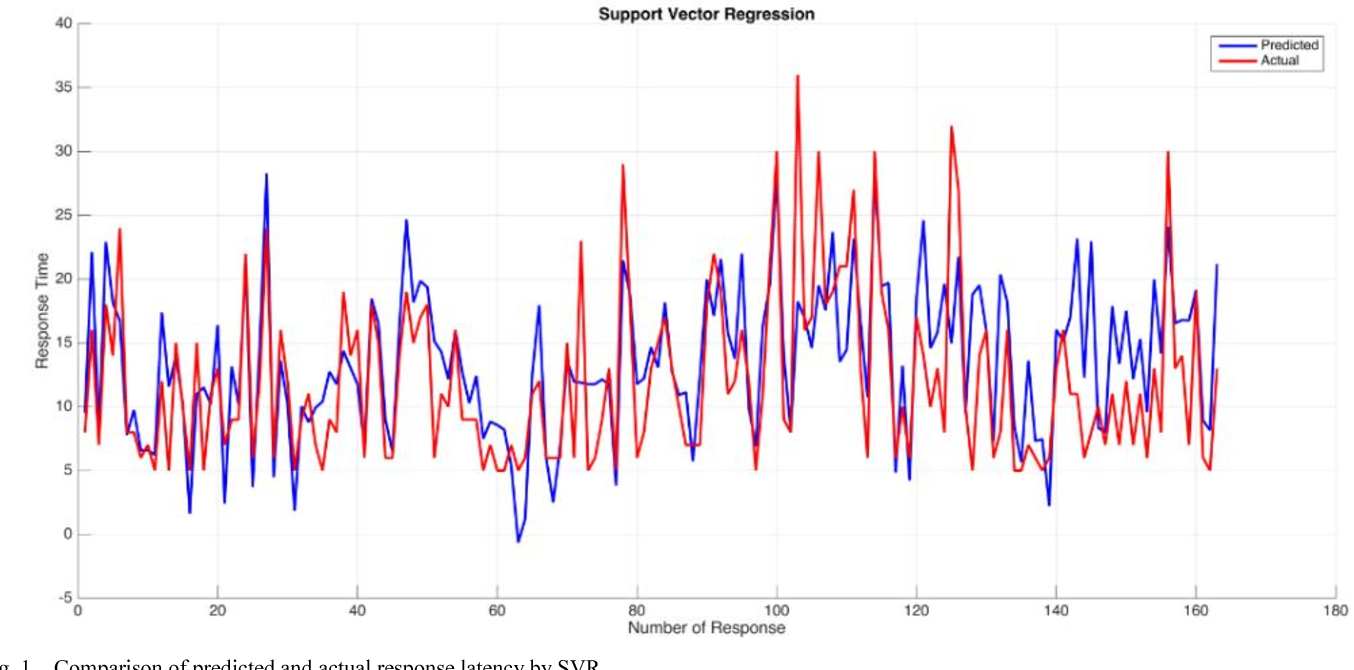 Support Vector Regression
40
35
30
25
20
15
10
5
0
-5
Response Time
Predicted
Actual
0 20 40 60 80 100 120 140 160 180
Number of Response
g. 1. Comparison of predicted and actual response latency by SVR